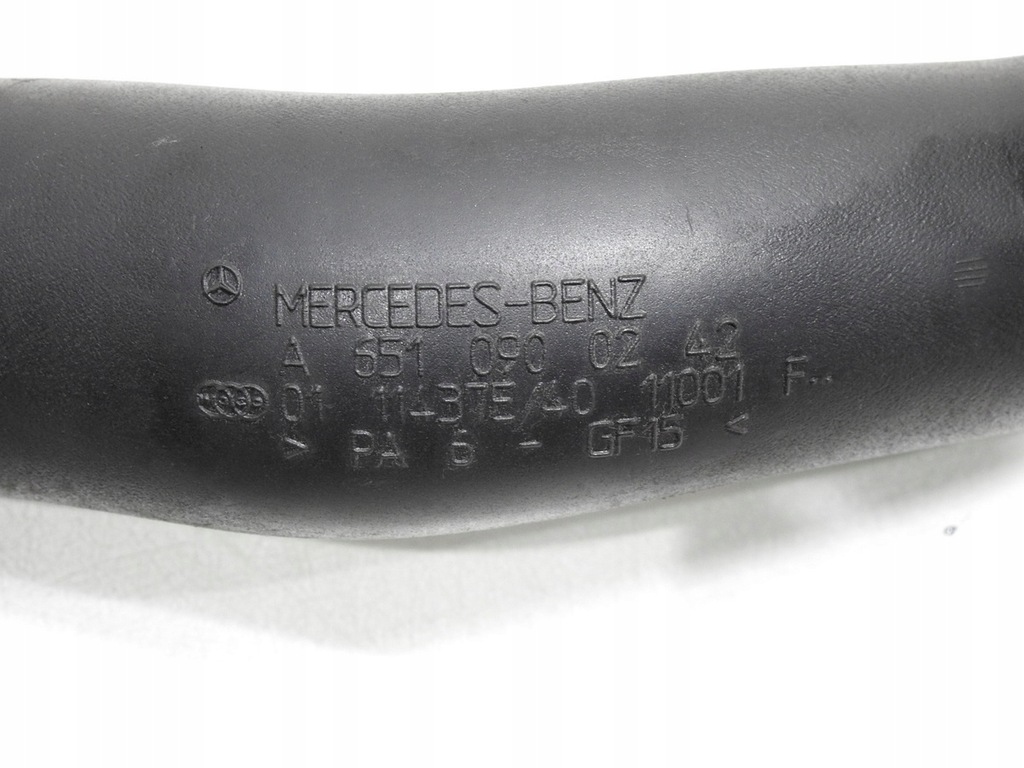 MERCEDES-BENZ
A 651 090 02 42
01 11437E/40 11001 F..
> PA 6 - GF15 <